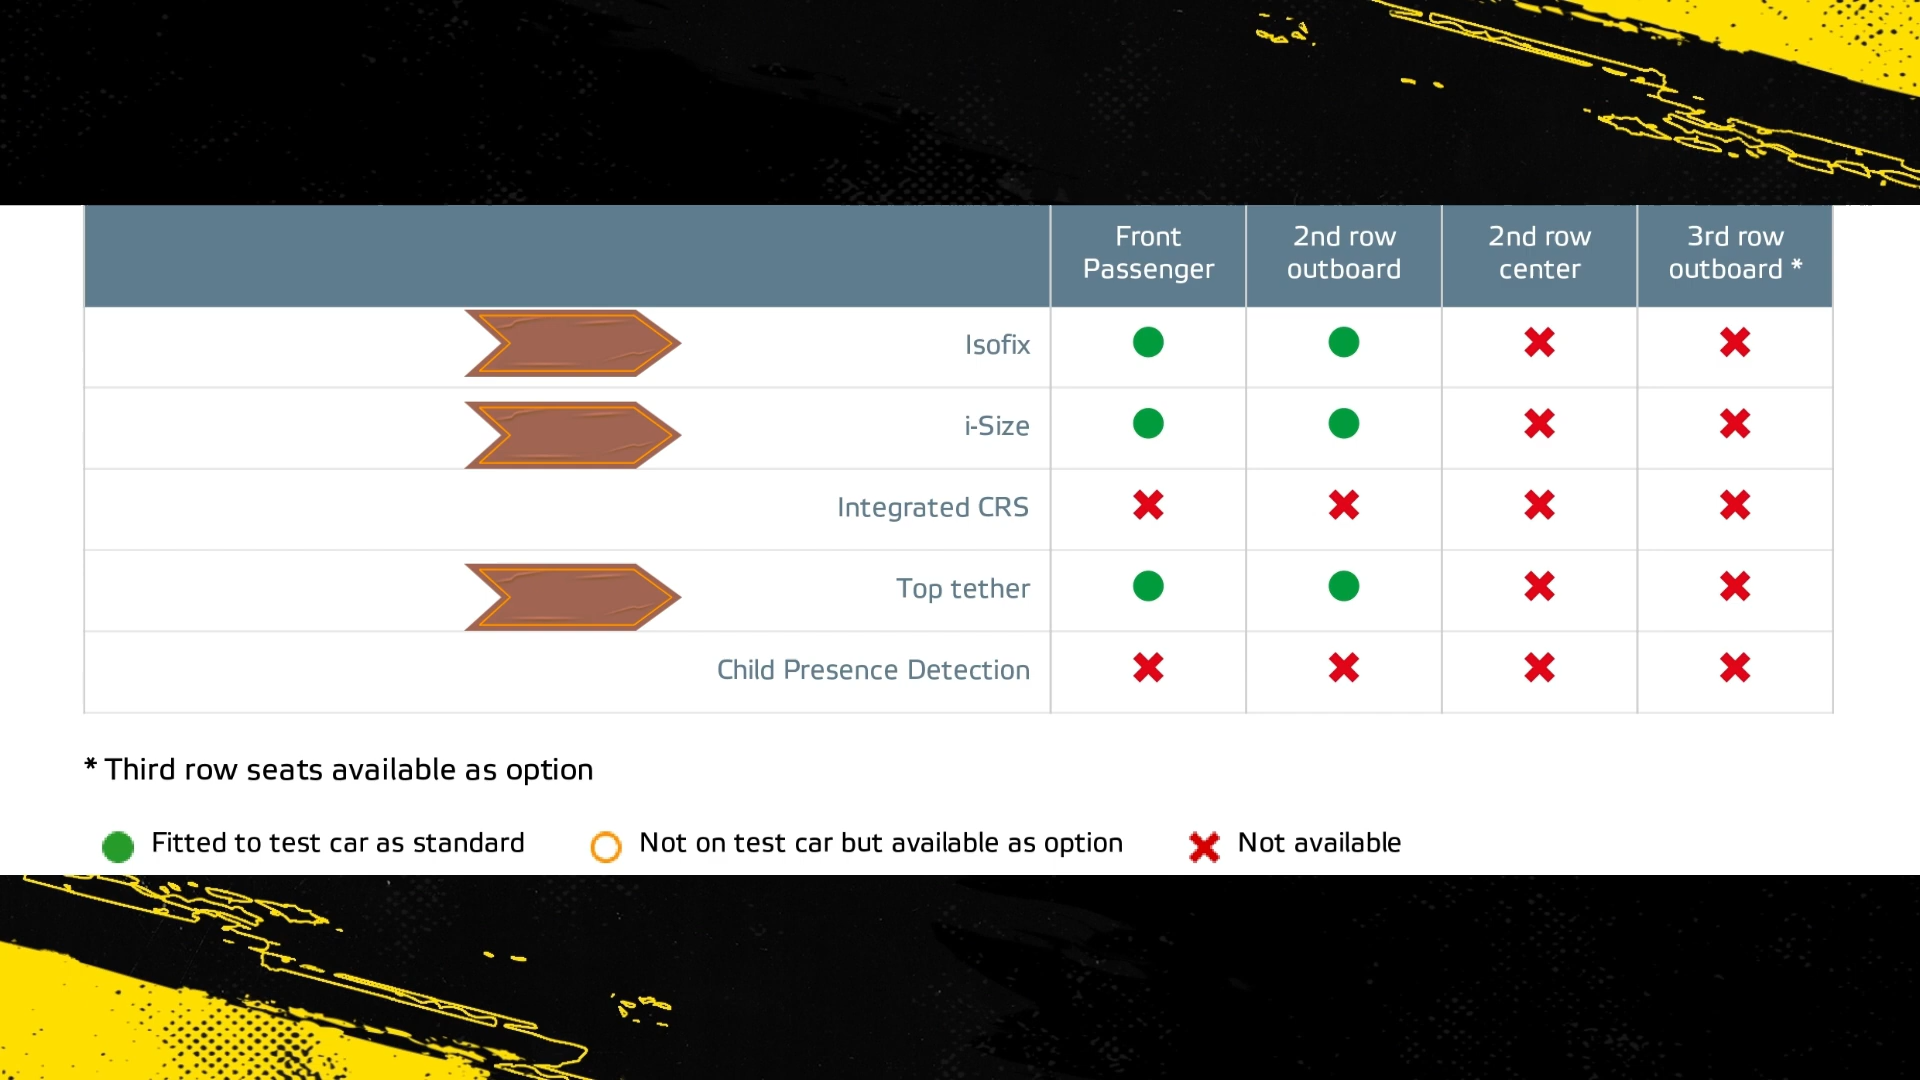 Front Passenger
2nd row outboard
2nd row center
3rd row outboard *
Isofix
i-Size
Integrated CRS
Top tether
Child Presence Detection
* Third row seats available as option
Fitted to test car as standard
Not on test car but available as option
Not available